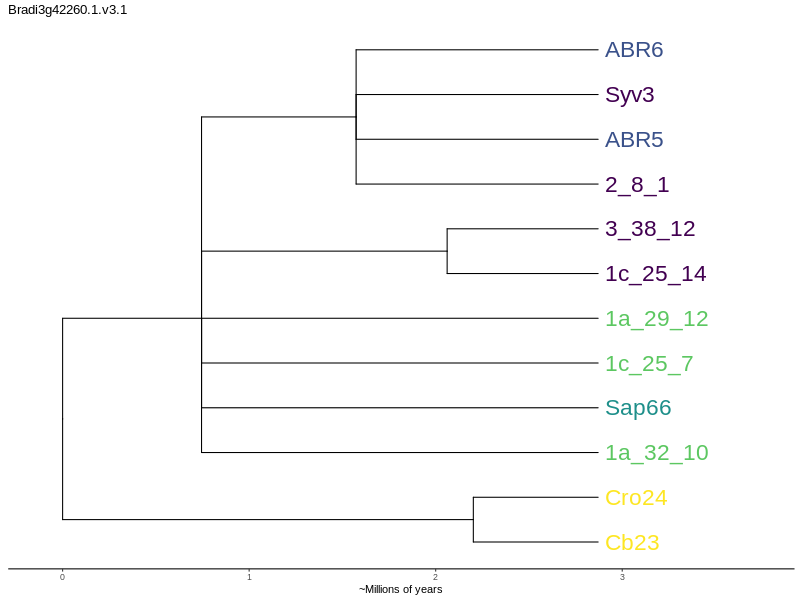 Bradi3g42260.1.v3.1
ABR6
Syv3
ABR5
2_8_1
3_38_12
1c_25_14
1a_29_12
1c_25_7
Sap66
1a_32_10
Cro24
Cb23
0 1 2 3
~Millions of years